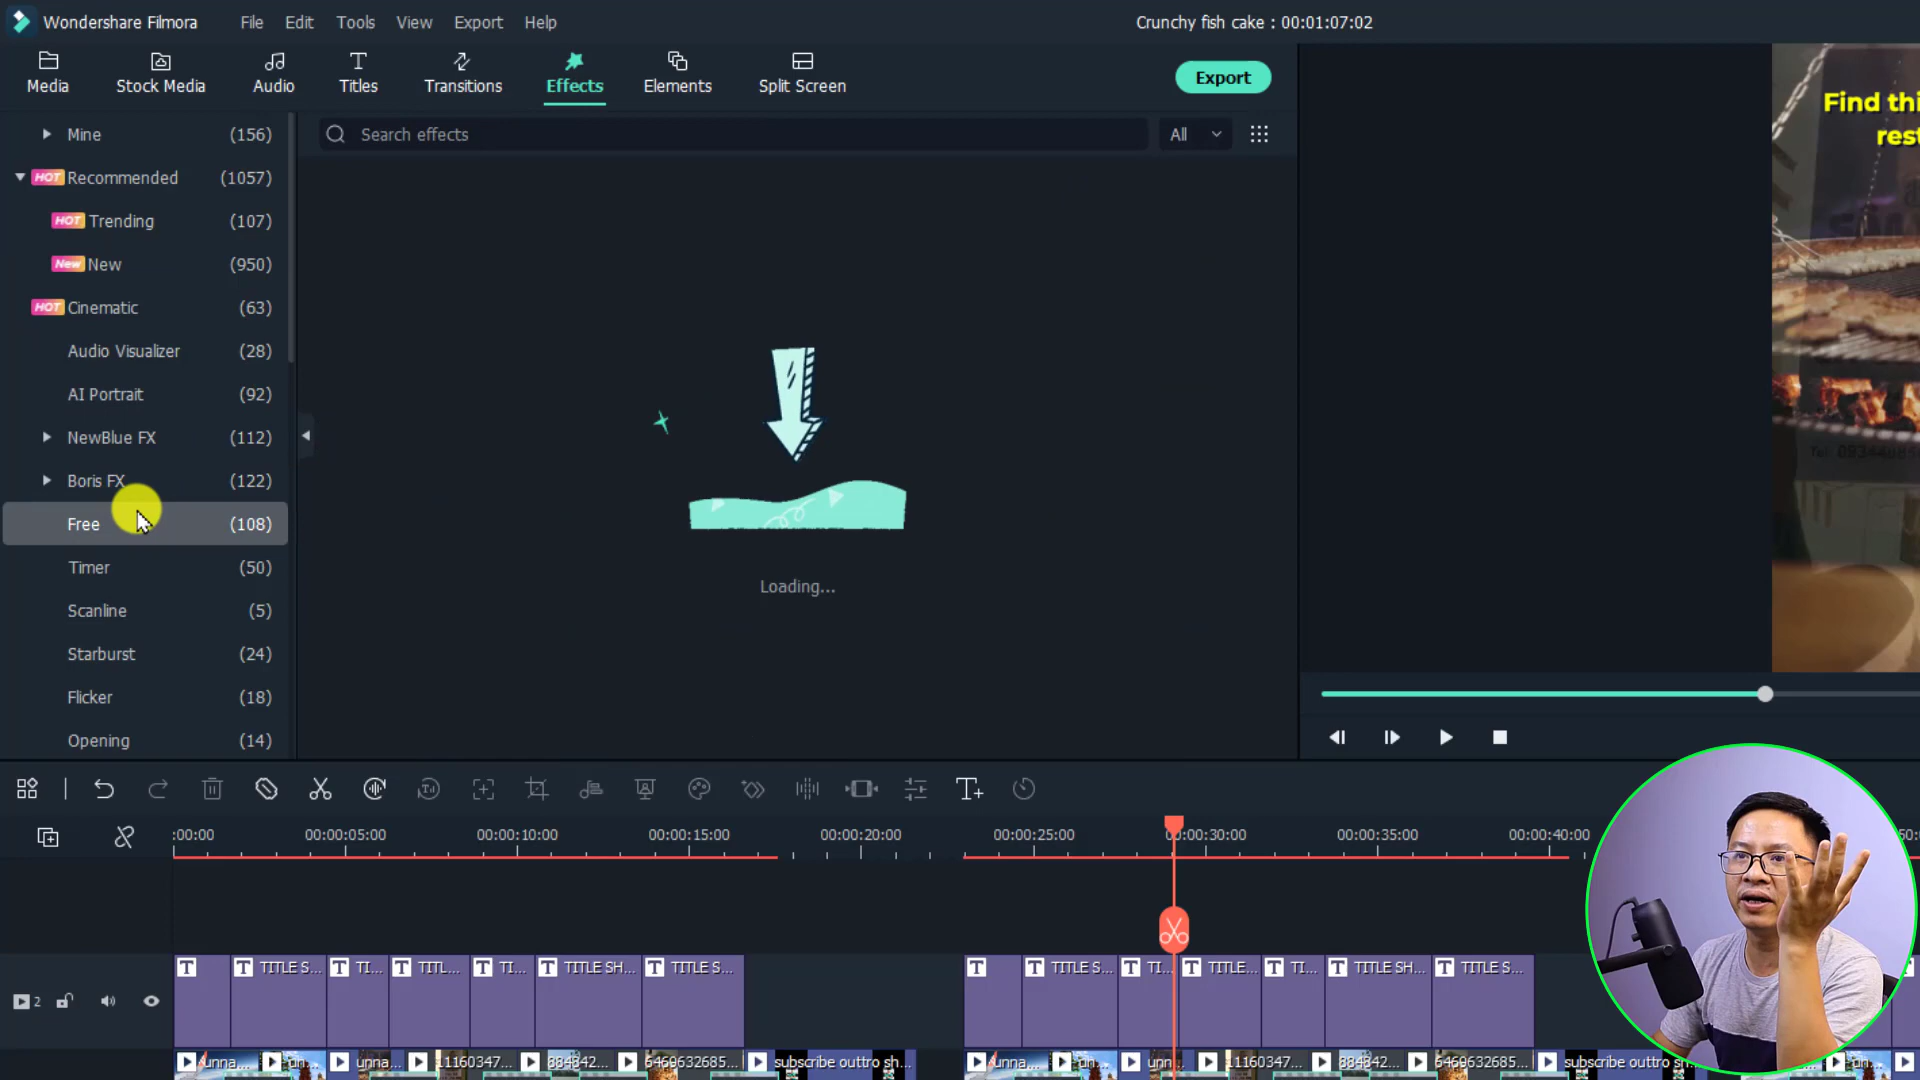 Wondershare Filmora File Edit Tools View Export Help Crunchy fish cake : 00:01:07:02
Media Stock Media Audio Titles Transitions Effects Elements Split Screen Export
Search effects All
Mine (156)
HOT Recommended (1057)
HOT Trending (107)
New New (950)
HOT Cinematic (63)
Audio Visualizer (28)
AI Portrait (92)
NewBlue FX (112)
Boris FX (122)
Free (108)
Timer (50)
Scanline (5)
Starburst (24)
Flicker (18)
Opening (14)
Loading...
Find thi
rest
:00:00 00:00:05:00 00:00:10:00 00:00:15:00 00:00:20:00 00:00:25:00 00:00:30:00 00:00:35:00 00:00:40:00
T T TITLE S... T TI... T TITL... T TI... T TITLE SH... T TITLE S... T T TITLE S... T TI... T TITLE... T TI... T TITLE SH... T TITLE S...
2
unna... un... unna... 11160347... 884842... 6469632685... subscribe outtro sh... unna... un... unn... 11160347... 884842... 6469632685... subscribe outtro sh...